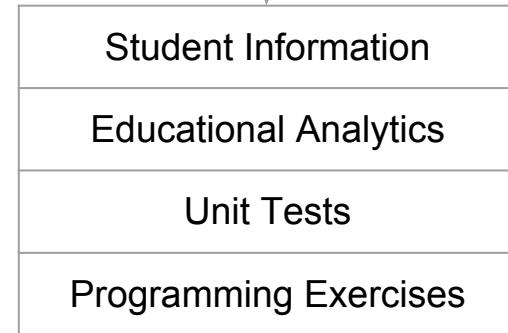 Student Information
Educational Analytics
Unit Tests
Programming Exercises